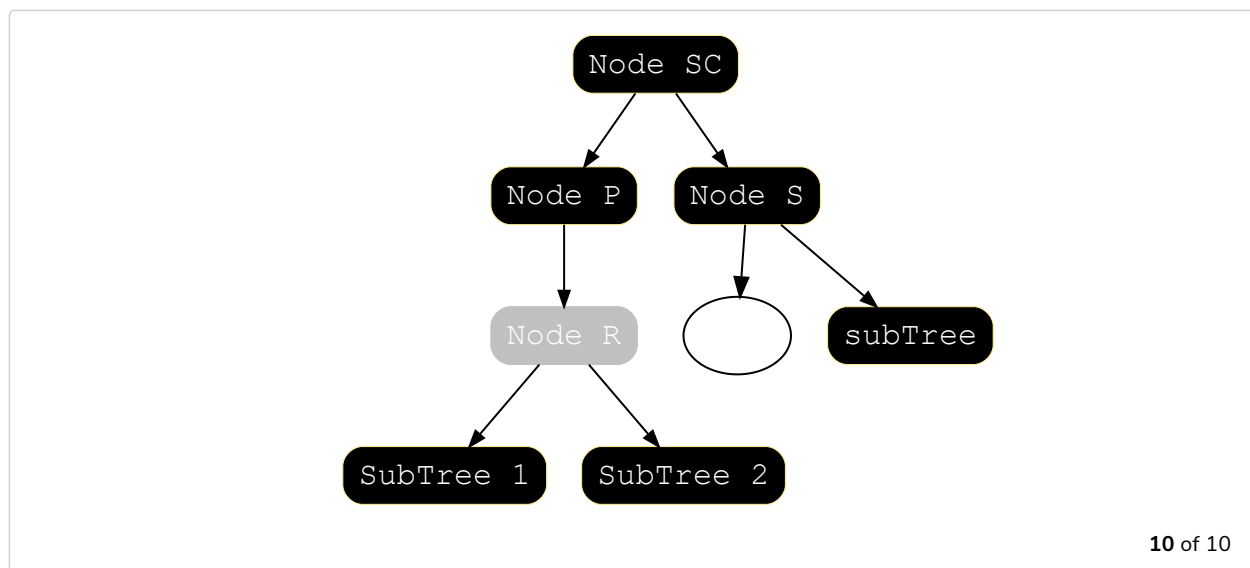 Node SC
Node P
Node S
Node R
subTree
SubTree 1
SubTree 2
10 of 10